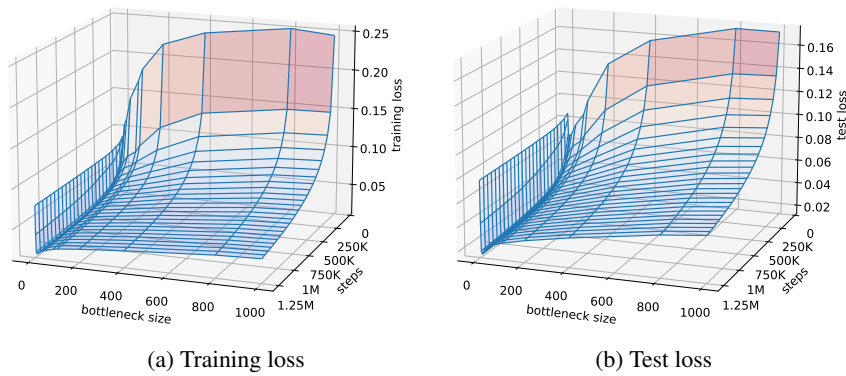 0.25
0.20
0.15
0.10
0.05
training loss
0
250K
500K
750K
1M
1.25M
steps
0
200
400
600
800
1000
bottleneck size
(a) Training loss
0.16
0.14
0.12
0.10
0.08
0.06
0.04
0.02
test loss
0
250K
500K
750K
1M
1.25M
steps
0
200
400
600
800
1000
bottleneck size
(b) Test loss